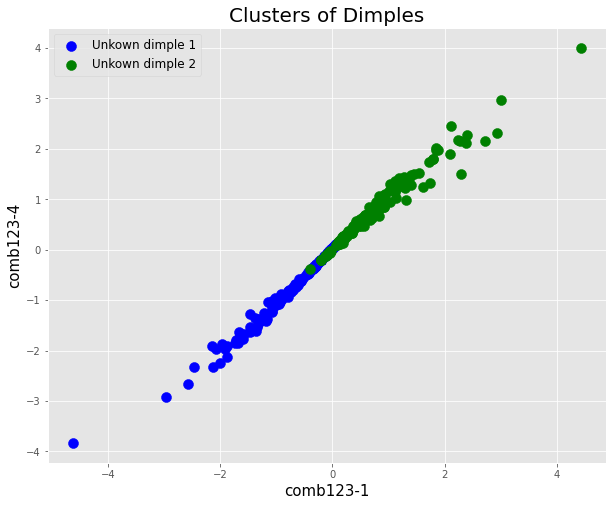 Clusters of Dimples
Unkown dimple 1
Unkown dimple 2
comb123-4
4
3
2
1
0
−1
−2
−3
−4
−4
−2
0
2
4
comb123-1